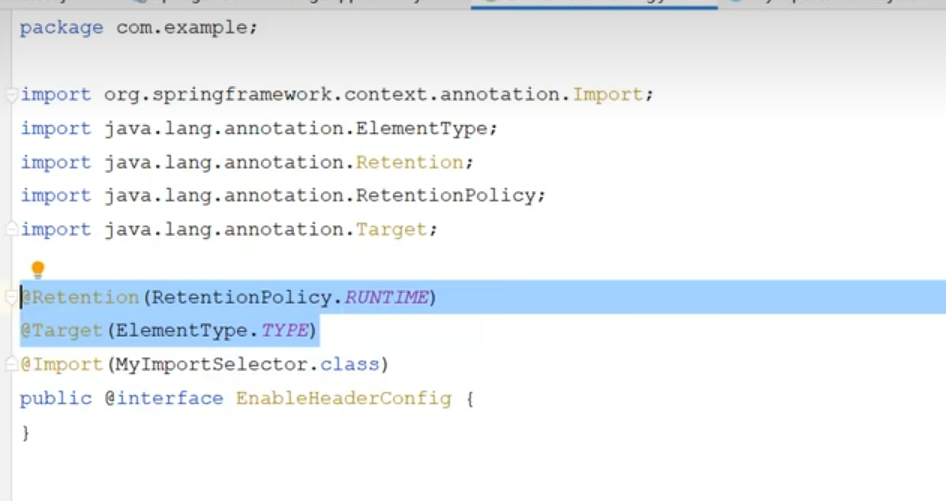 package com.example;
import org.springframework.context.annotation.Import;
import java.lang.annotation.ElementType;
import java.lang.annotation.Retention;
import java.lang.annotation.RetentionPolicy;
import java.lang.annotation.Target;
@Retention(RetentionPolicy.RUNTIME)
@Target(ElementType.TYPE)
@Import(MyImportSelector.class)
public @interface EnableHeaderConfig {
}